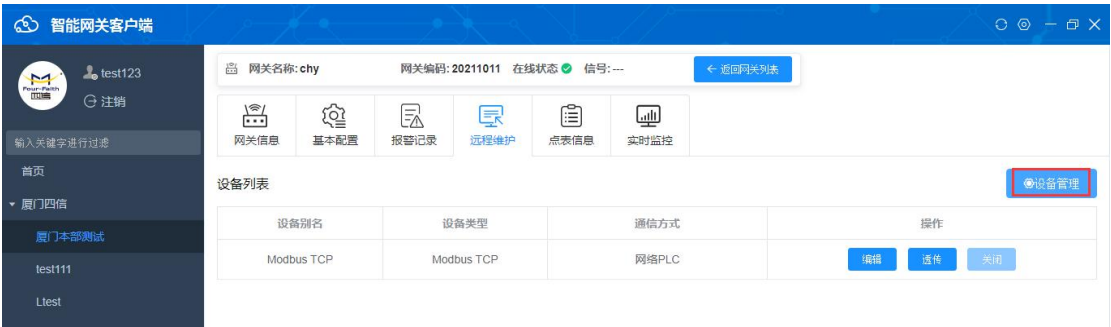 智能网关客户端
Four-Faith
四信
test123
注销
输入关键字进行过滤
首页
厦门四信
厦门本部测试
test111
Ltest
网关名称: chy 网关编码: 20211011 在线状态 信号: ---
← 返回网关列表
网关信息 基本配置 报警记录 远程维护 点表信息 实时监控
设备列表
设备管理
设备别名 设备类型 通信方式 操作
Modbus TCP Modbus TCP 网络PLC 编辑 透传 关闭